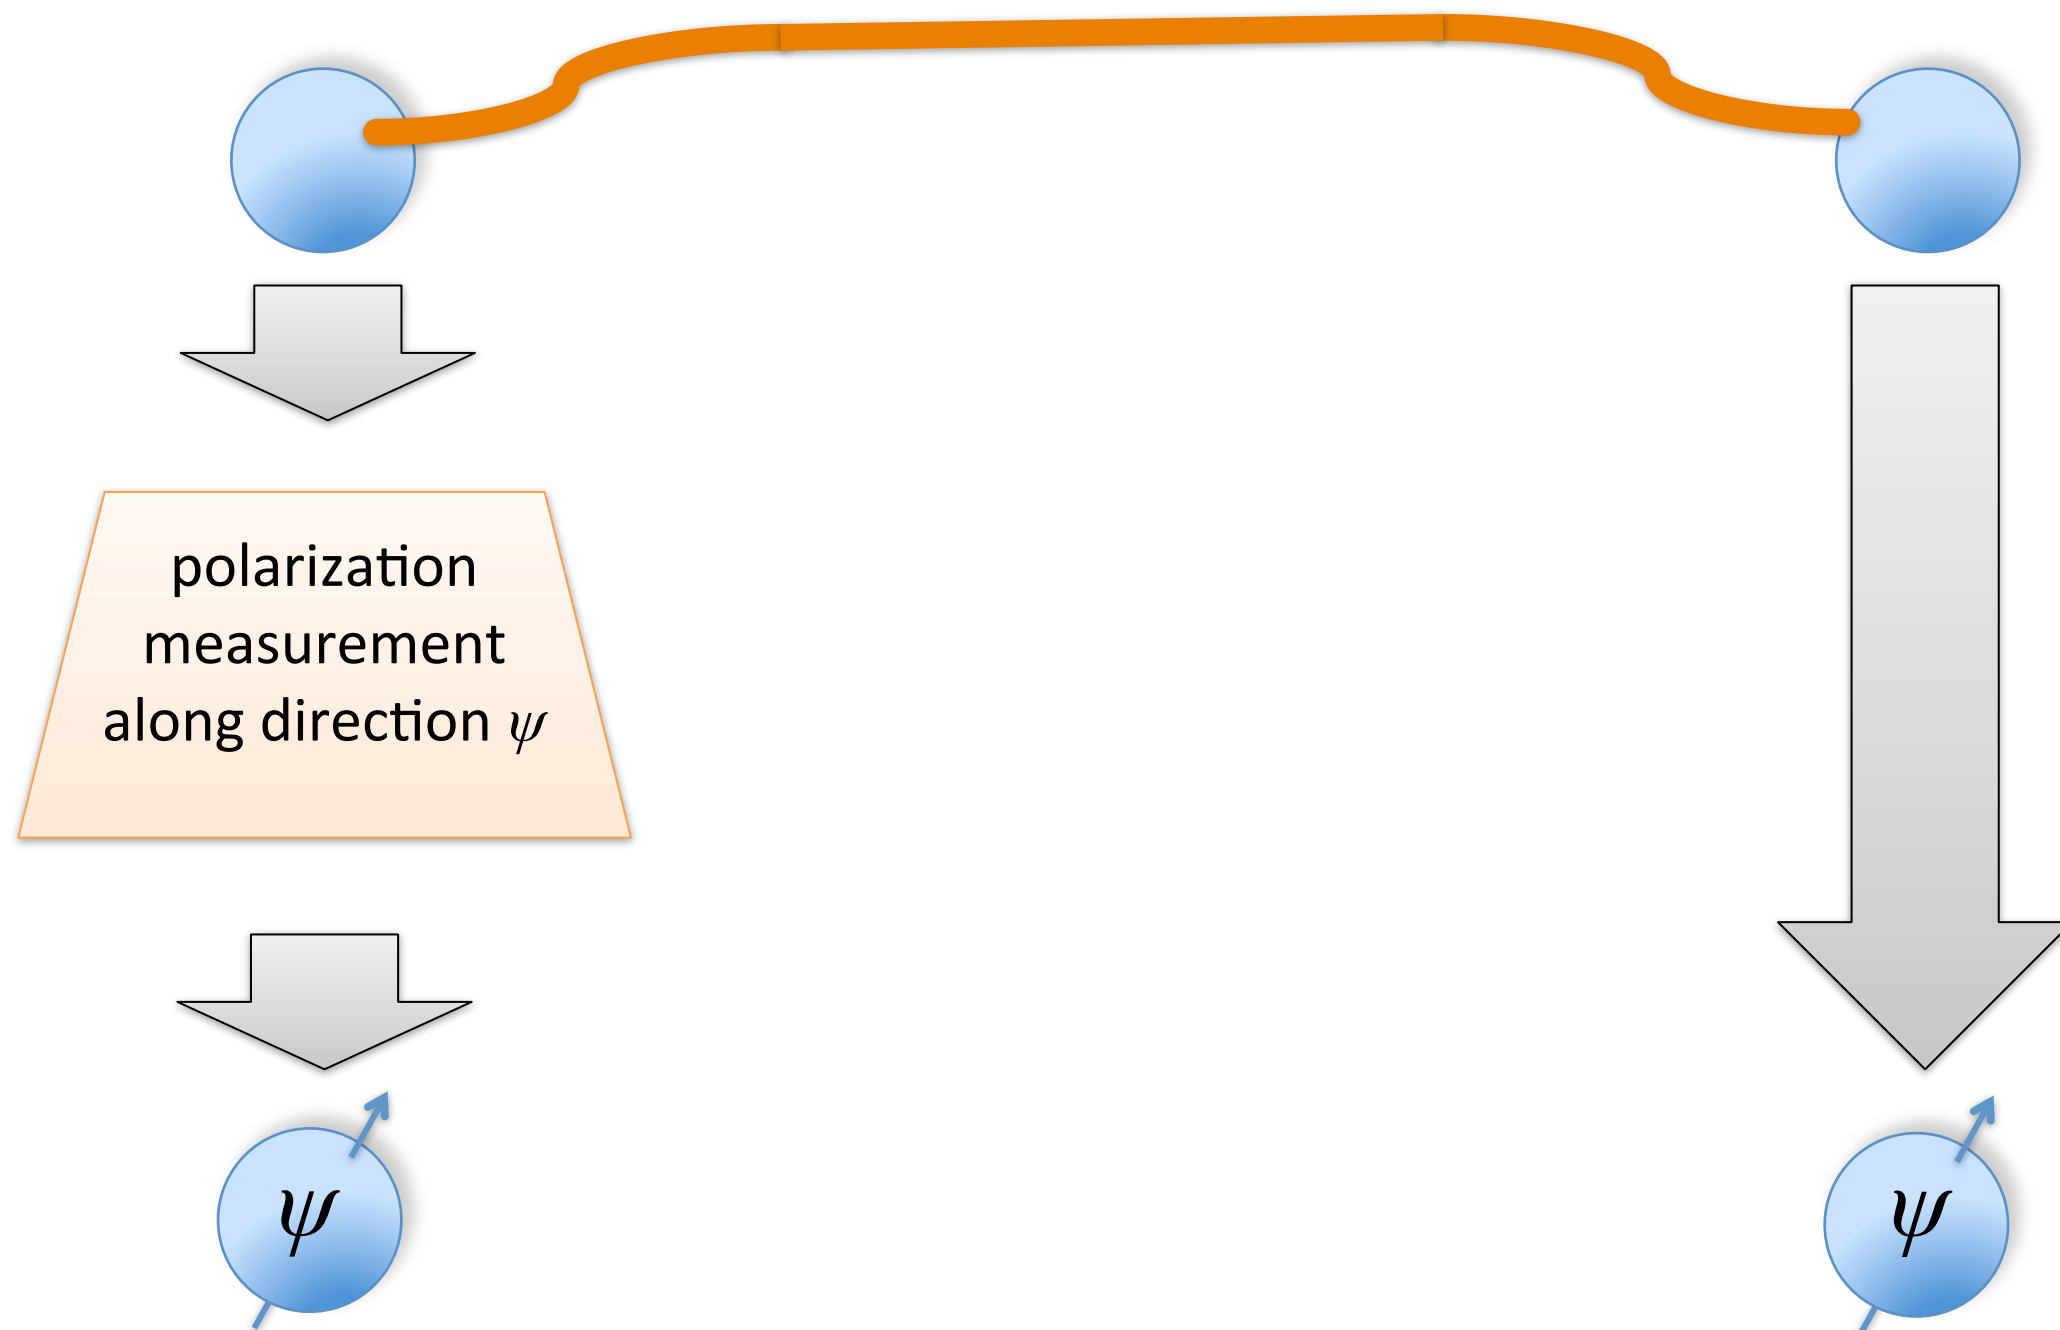 polarization
measurement
along direction ψ
ψ
ψ